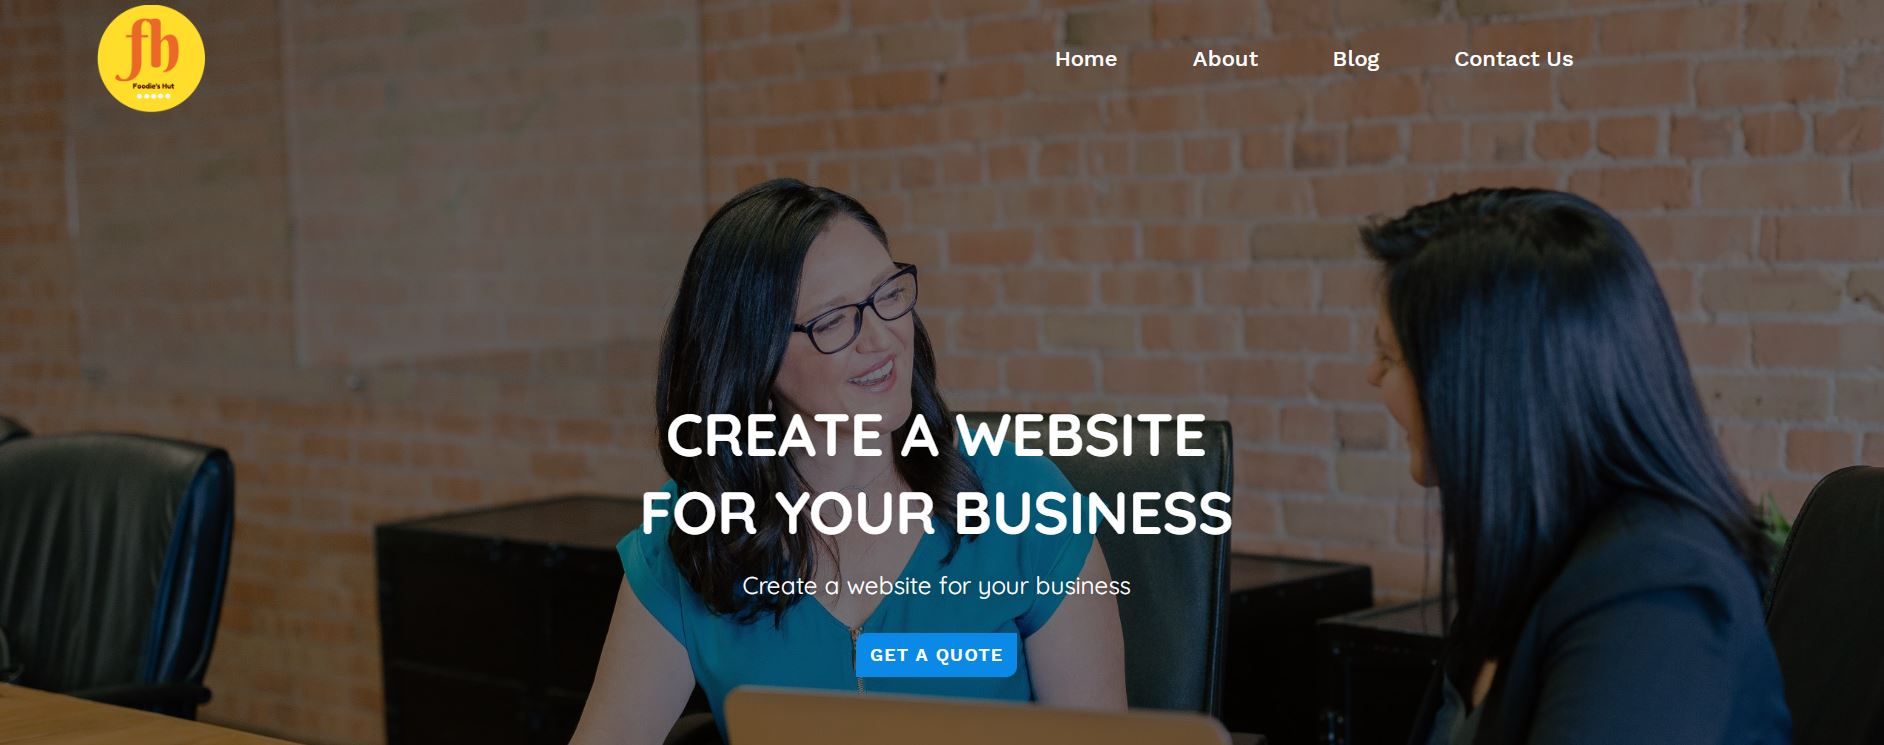 fh
Foodie's Hut
Home About Blog Contact Us
CREATE A WEBSITE
FOR YOUR BUSINESS
Create a website for your business
GET A QUOTE